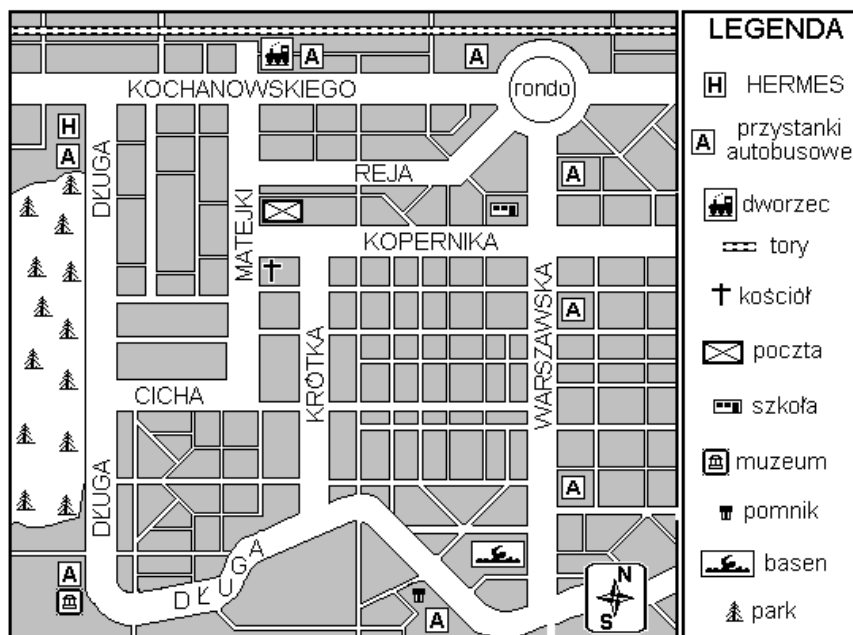 KOCHANOWSKIEGO
rondo
H
A
A
A
DŁUGA
REJA
A
MATEJKI
KOPERNIKA
A
WARSZAWSKA
KRÓTKA
CICHA
DŁUGA
A
DŁUGA
A
A
N
S
LEGENDA
H HERMES
A przystanki
autobusowe
dworzec
tory
kościół
poczta
szkoła
muzeum
pomnik
basen
park